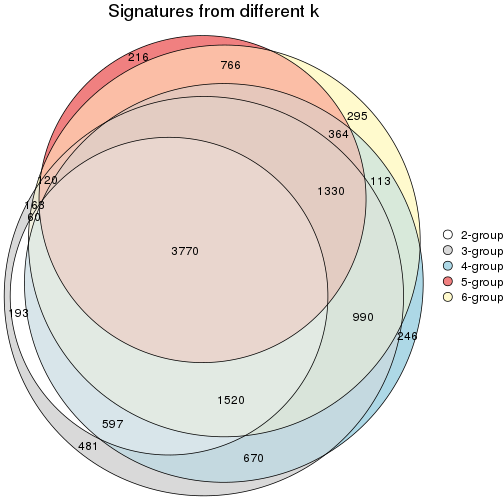 Signatures from different k
216
766
295
364
113
120
1330
168
60
3770
193
990
246
1520
597
481
670
2-group
3-group
4-group
5-group
6-group